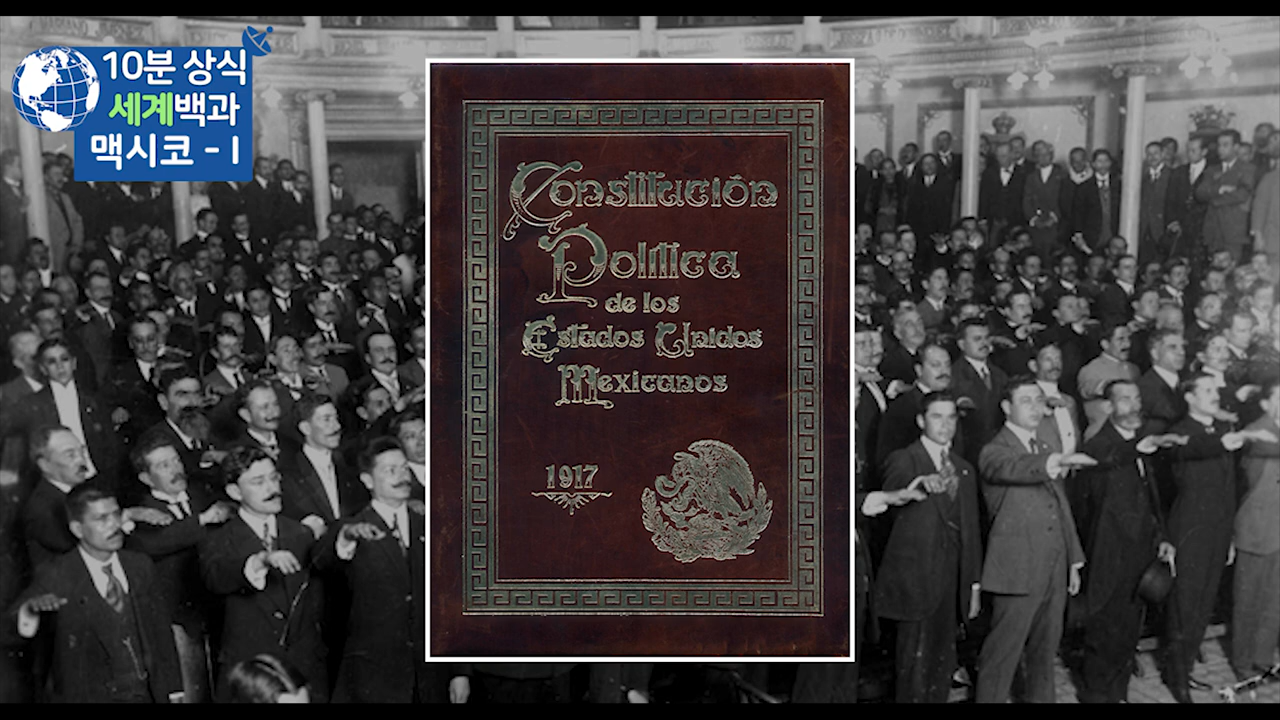 10분 상식
세계백과
맥시코 - I
Constitución
Política
de los
Estados Unidos
Mexicanos
1917